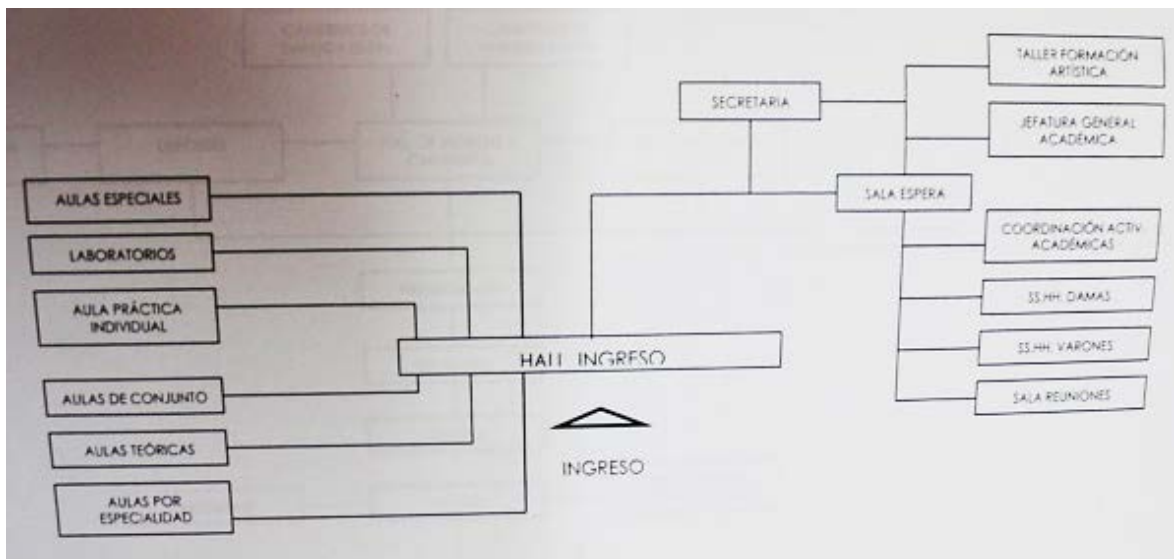 TALLER FORMACIÓN
ARTÍSTICA
SECRETARIA
JEFATURA GENERAL
ACADÉMICA
AULAS ESPECIALES
SALA ESPERA
LABORATORIOS
COORDINACIÓN ACTIV.
ACADÉMICAS
AULA PRÁCTICA
INDIVIDUAL
SS.HH. DAMAS
HALL INGRESO
SS.HH. VARONES
AULAS DE CONJUNTO
SALA REUNIONES
AULAS TEÓRICAS
INGRESO
AULAS POR
ESPECIALIDAD